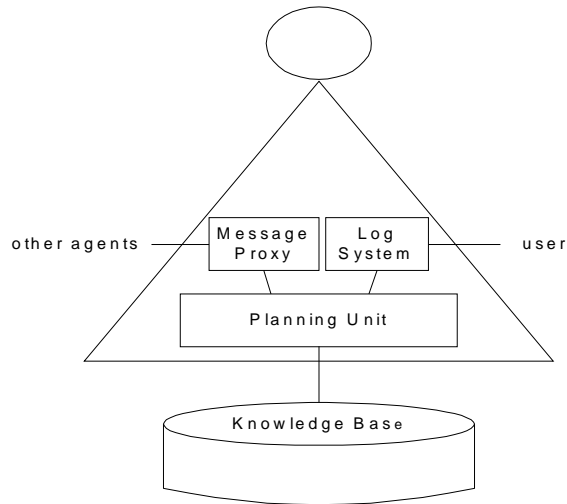 other agents
Message
Proxy
Log
System
user
Planning Unit
Knowledge Base